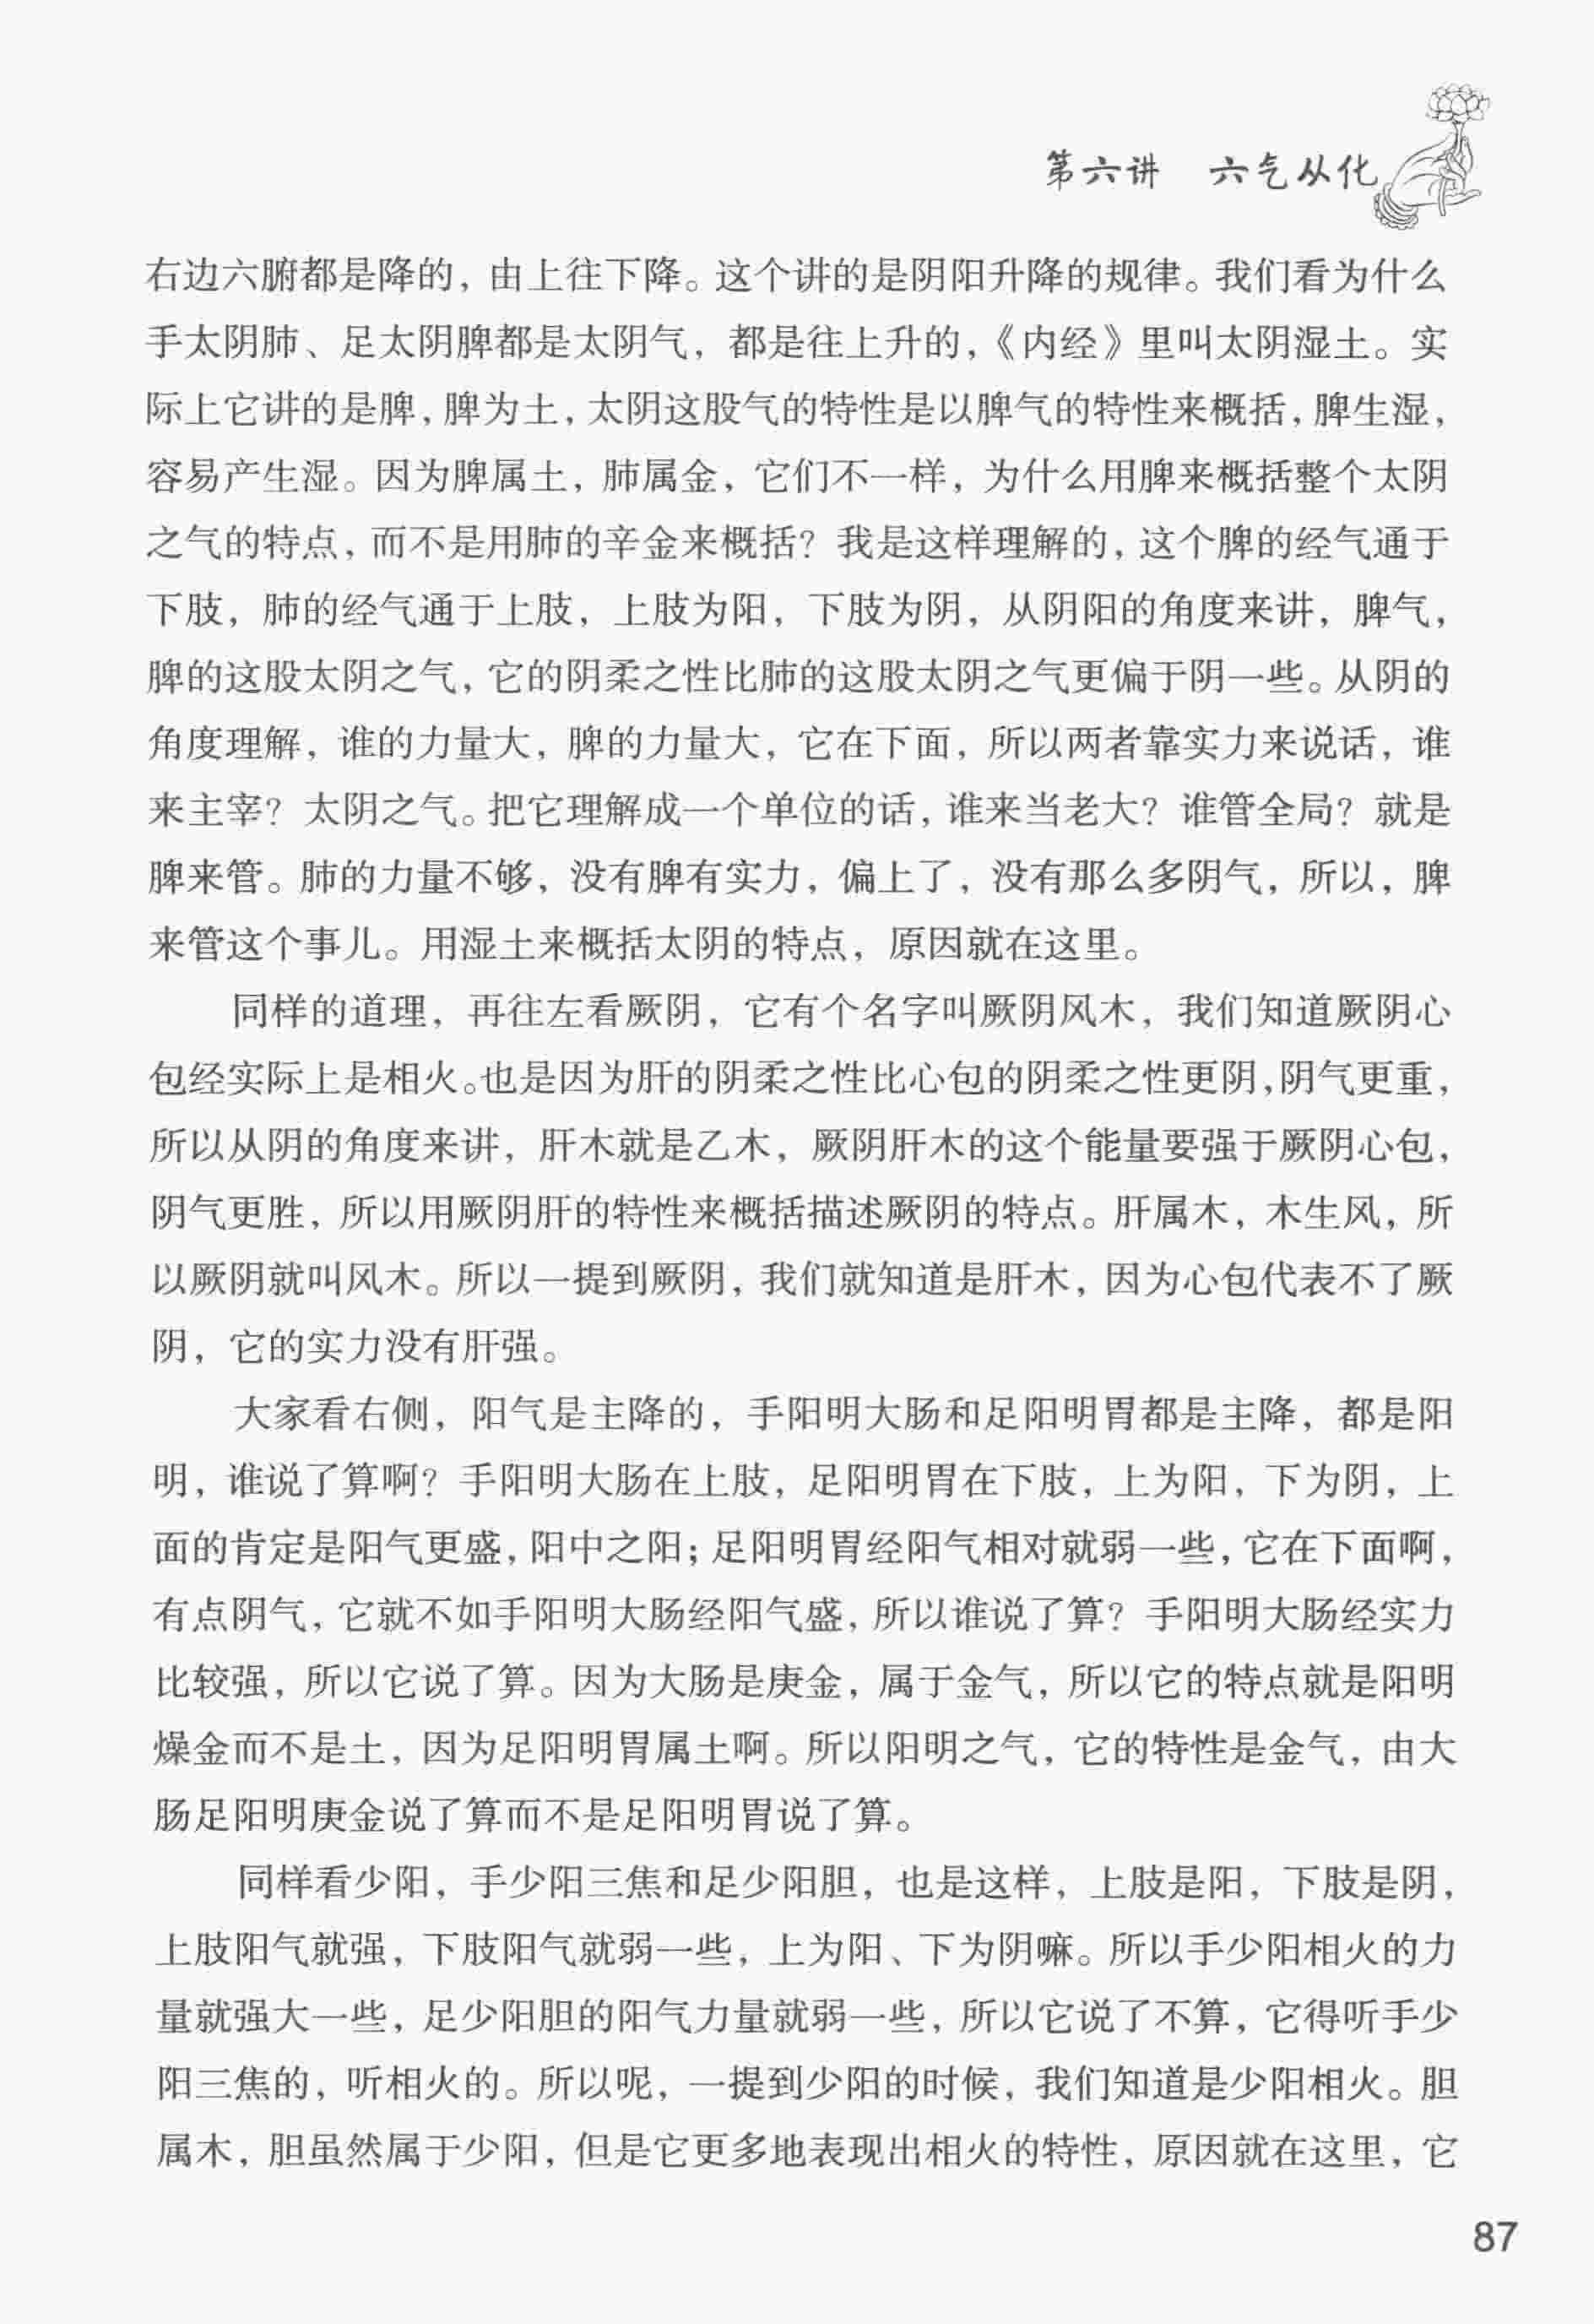 第六讲　六气从化
右边六腑都是降的，由上往下降。这个讲的是阴阳升降的规律。我们看为什么
手太阴肺、足太阴脾都是太阴气，都是往上升的，《内经》里叫太阴湿土。实
际上它讲的是脾，脾为土，太阴这股气的特性是以脾气的特性来概括，脾生湿，
容易产生湿。因为脾属土，肺属金，它们不一样，为什么用脾来概括整个太阴
之气的特点，而不是用肺的辛金来概括？我是这样理解的，这个脾的经气通于
下肢，肺的经气通于上肢，上肢为阳，下肢为阴，从阴阳的角度来讲，脾气，
脾的这股太阴之气，它的阴柔之性比肺的这股太阴之气更偏于阴一些。从阴的
角度理解，谁的力量大，脾的力量大，它在下面，所以两者靠实力来说话，谁
来主宰？太阴之气。把它理解成一个单位的话，谁来当老大？谁管全局？就是
脾来管。肺的力量不够，没有脾有实力，偏上了，没有那么多阴气，所以，脾
来管这个事儿。用湿土来概括太阴的特点，原因就在这里。
同样的道理，再往左看厥阴，它有个名字叫厥阴风木，我们知道厥阴心
包经实际上是相火。也是因为肝的阴柔之性比心包的阴柔之性更阴，阴气更重，
所以从阴的角度来讲，肝木就是乙木，厥阴肝木的这个能量要强于厥阴心包，
阴气更胜，所以用厥阴肝的特性来概括描述厥阴的特点。肝属木，木生风，所
以厥阴就叫风木。所以一提到厥阴，我们就知道是肝木，因为心包代表不了厥
阴，它的实力没有肝强。
大家看右侧，阳气是主降的，手阳明大肠和足阳明胃都是主降，都是阳
明，谁说了算啊？手阳明大肠在上肢，足阳明胃在下肢，上为阳，下为阴，上
面的肯定是阳气更盛，阳中之阳；足阳明胃经阳气相对就弱一些，它在下面啊，
有点阴气，它就不如手阳明大肠经阳气盛，所以谁说了算？手阳明大肠经实力
比较强，所以它说了算。因为大肠是庚金，属于金气，所以它的特点就是阳明
燥金而不是土，因为足阳明胃属土啊。所以阳明之气，它的特性是金气，由大
肠足阳明庚金说了算而不是足阳明胃说了算。
同样看少阳，手少阳三焦和足少阳胆，也是这样，上肢是阳，下肢是阴，
上肢阳气就强，下肢阳气就弱一些，上为阳、下为阴嘛。所以手少阳相火的力
量就强大一些，足少阳胆的阳气力量就弱一些，所以它说了不算，它得听手少
阳三焦的，听相火的。所以呢，一提到少阳的时候，我们知道是少阳相火。胆
属木，胆虽然属于少阳，但是它更多地表现出相火的特性，原因就在这里，它
87